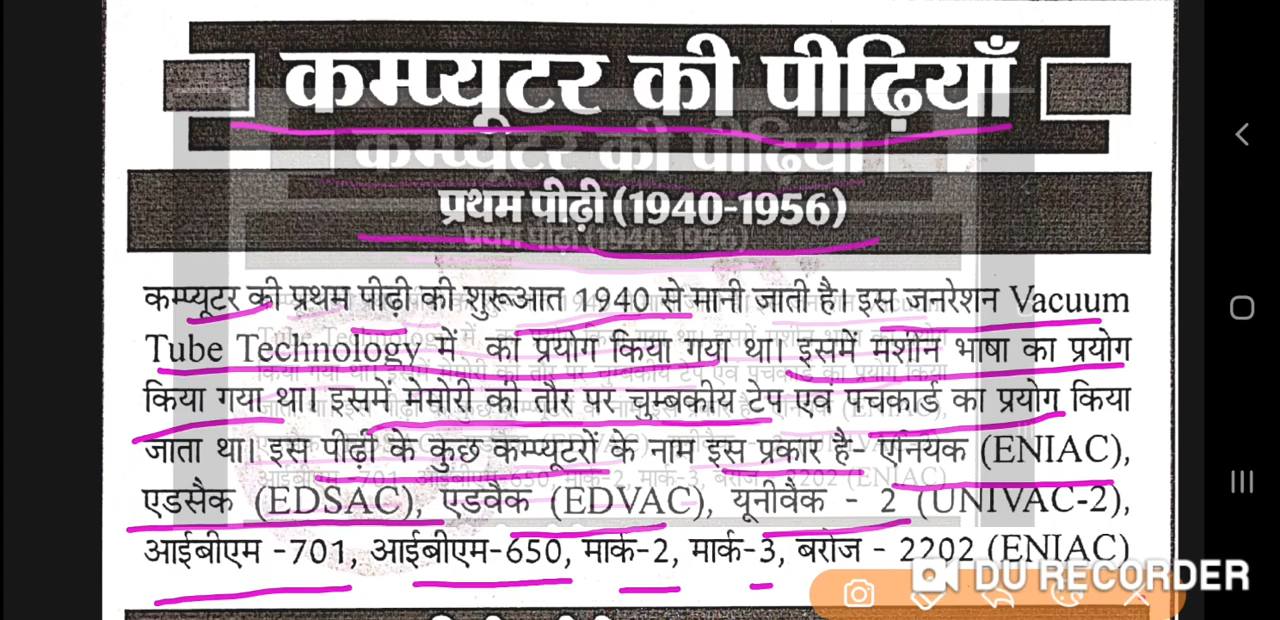 कम्प्यूटर की पीढ़ियाँ
प्रथम पीढ़ी (1940-1956)
कम्प्यूटर की प्रथम पीढ़ी की शुरूआत 1940 से मानी जाती है। इस जनरेशन Vacuum
Tube Technology में का प्रयोग किया गया था। इसमें मशीन भाषा का प्रयोग
किया गया था। इसमें मेमोरी की तौर पर चुम्बकीय टेप एवं पंचकार्ड का प्रयोग किया
जाता था। इस पीढ़ी के कुछ कम्प्यूटरों के नाम इस प्रकार है- एनियक (ENIAC),
एडसैक (EDSAC), एडवैक (EDVAC), यूनीवैक - 2 (UNIVAC-2),
आईबीएम -701, आईबीएम-650, मार्क-2, मार्क-3, बरोज - 2202 (ENIAC)
DU RECORDER